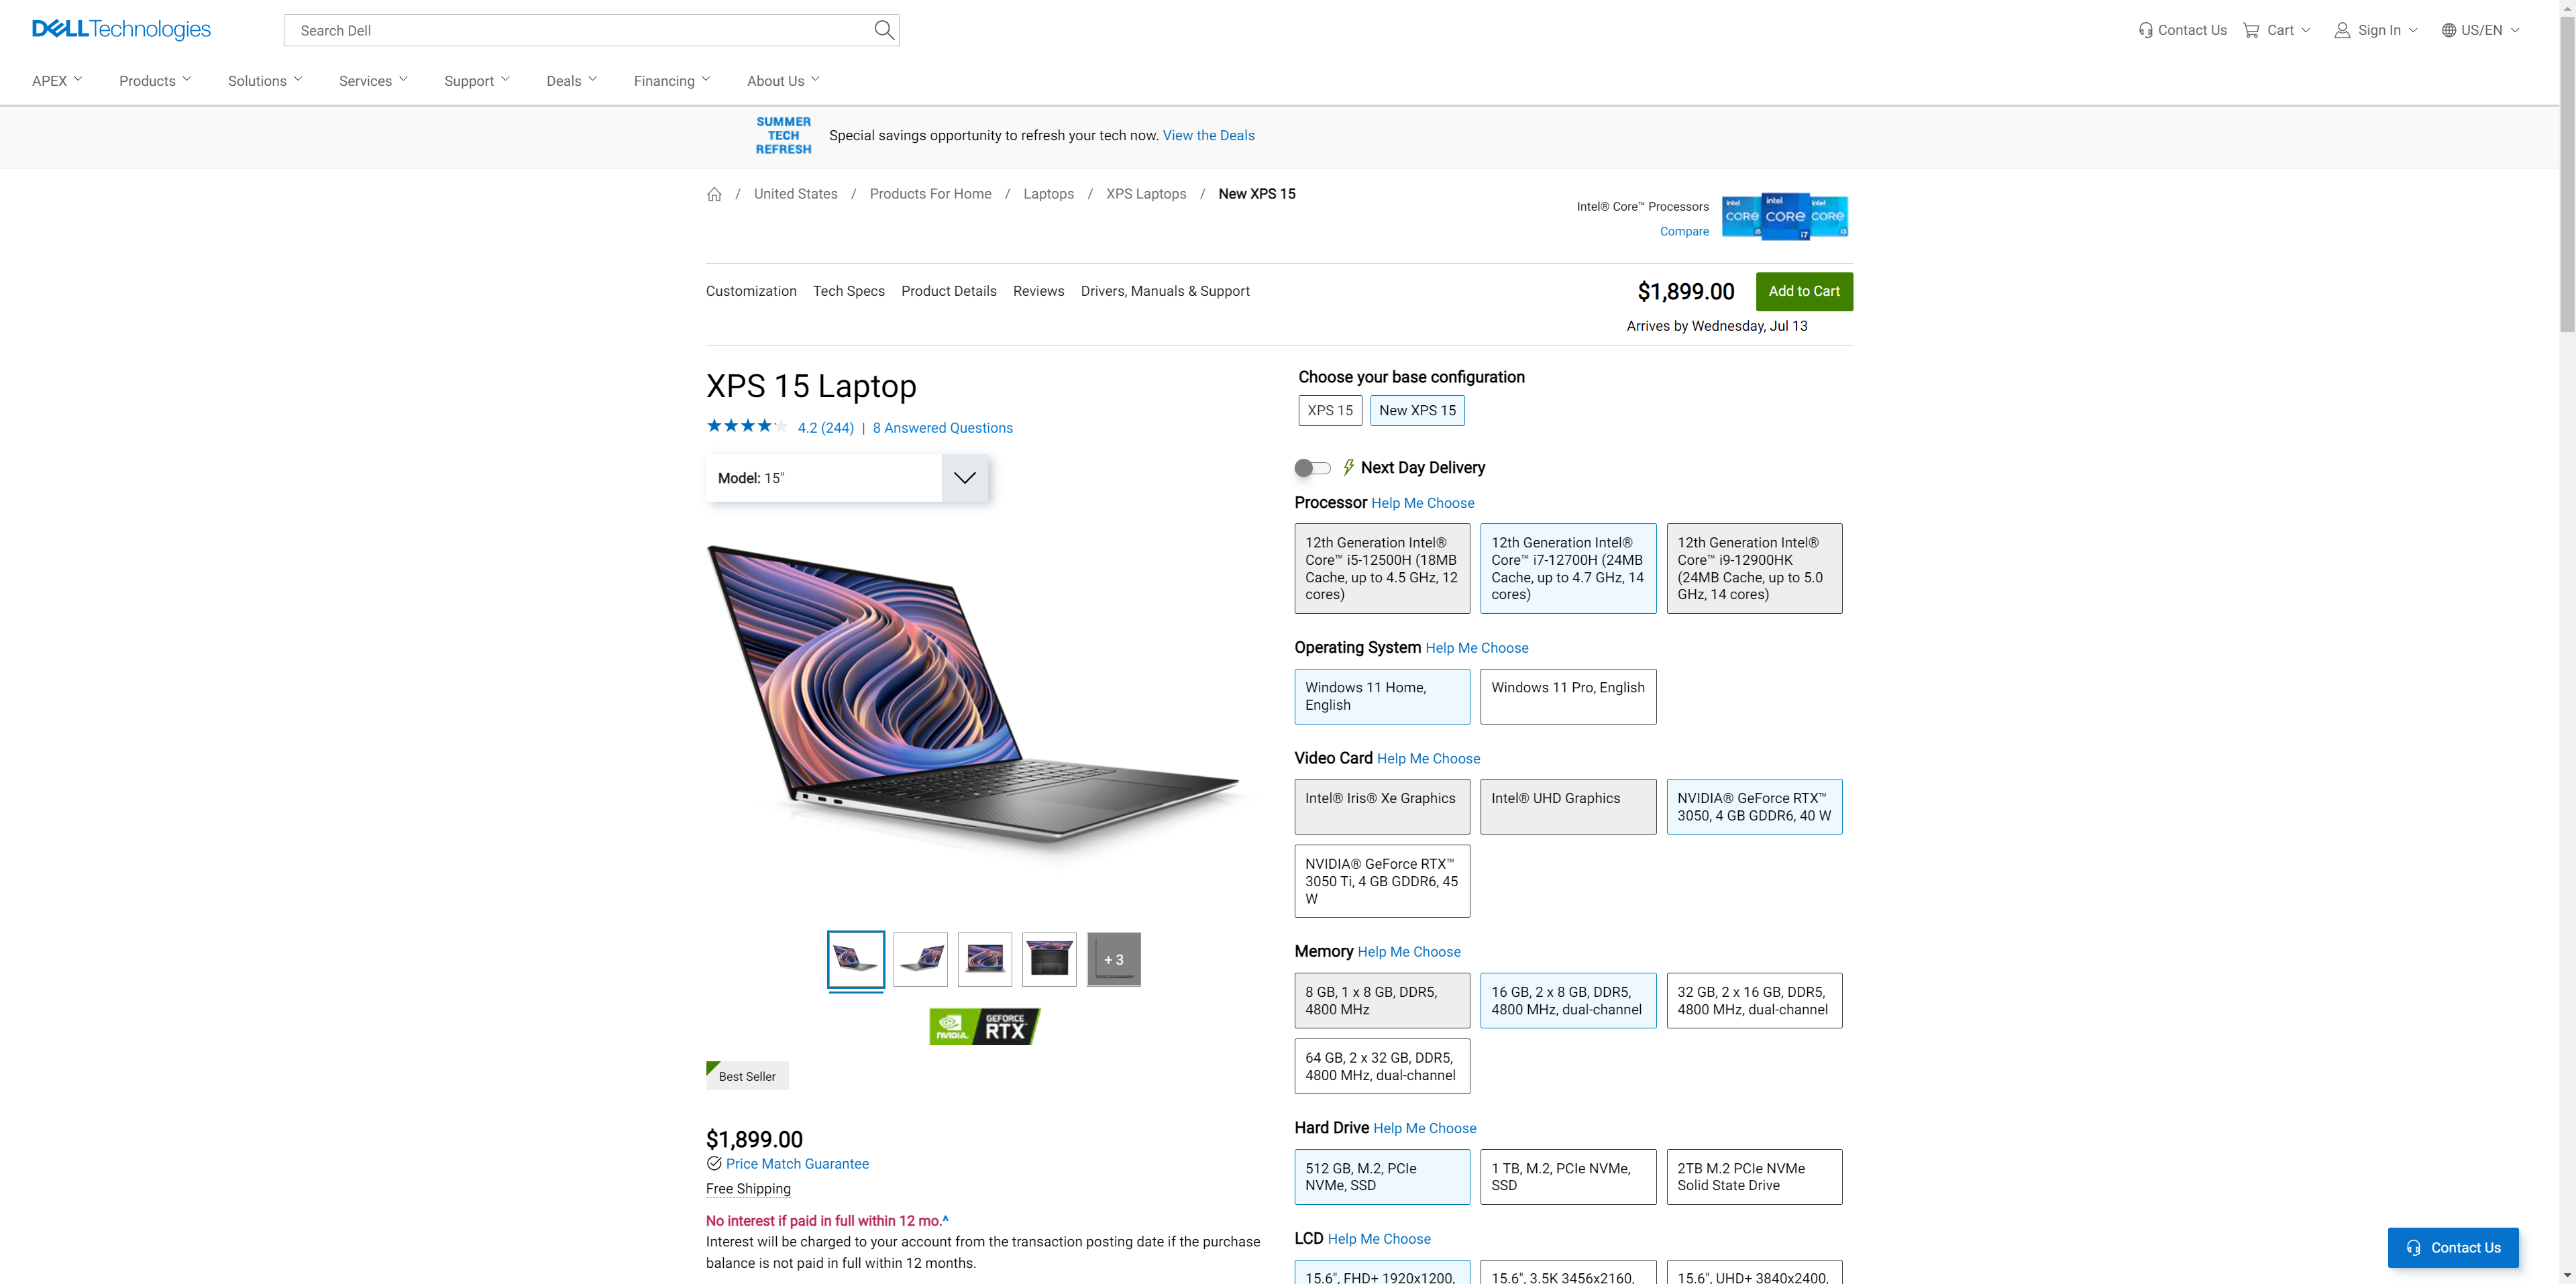 DELLTechnologies
Search Dell
Contact Us
Cart
Sign In
US/EN
APEX
Products
Solutions
Services
Support
Deals
Financing
About Us
SUMMER
TECH
REFRESH
Special savings opportunity to refresh your tech now. View the Deals
/ United States / Products For Home / Laptops / XPS Laptops / New XPS 15
Intel® Core™ Processors
Compare
intel CORE i5
intel CORE i7
intel CORE i3
Customization
Tech Specs
Product Details
Reviews
Drivers, Manuals & Support
$1,899.00
Add to Cart
Arrives by Wednesday, Jul 13
XPS 15 Laptop
4.2 (244) | 8 Answered Questions
Model: 15"
+ 3
NVIDIA. GEFORCE
RTX™
Best Seller
$1,899.00
Price Match Guarantee
Free Shipping
No interest if paid in full within 12 mo.^
Interest will be charged to your account from the transaction posting date if the purchase
balance is not paid in full within 12 months.
Choose your base configuration
XPS 15
New XPS 15
Next Day Delivery
Processor Help Me Choose
12th Generation Intel®
Core™ i5-12500H (18MB
Cache, up to 4.5 GHz, 12
cores)
12th Generation Intel®
Core™ i7-12700H (24MB
Cache, up to 4.7 GHz, 14
cores)
12th Generation Intel®
Core™ i9-12900HK
(24MB Cache, up to 5.0
GHz, 14 cores)
Operating System Help Me Choose
Windows 11 Home,
English
Windows 11 Pro, English
Video Card Help Me Choose
Intel® Iris® Xe Graphics
Intel® UHD Graphics
NVIDIA® GeForce RTX™
3050, 4 GB GDDR6, 40 W
NVIDIA® GeForce RTX™
3050 Ti, 4 GB GDDR6, 45
W
Memory Help Me Choose
8 GB, 1 x 8 GB, DDR5,
4800 MHz
16 GB, 2 x 8 GB, DDR5,
4800 MHz, dual-channel
32 GB, 2 x 16 GB, DDR5,
4800 MHz, dual-channel
64 GB, 2 x 32 GB, DDR5,
4800 MHz, dual-channel
Hard Drive Help Me Choose
512 GB, M.2, PCIe
NVMe, SSD
1 TB, M.2, PCIe NVMe,
SSD
2TB M.2 PCIe NVMe
Solid State Drive
LCD Help Me Choose
15.6", FHD+ 1920x1200,
15.6", 3.5K 3456x2160,
15.6", UHD+ 3840x2400,
Contact Us